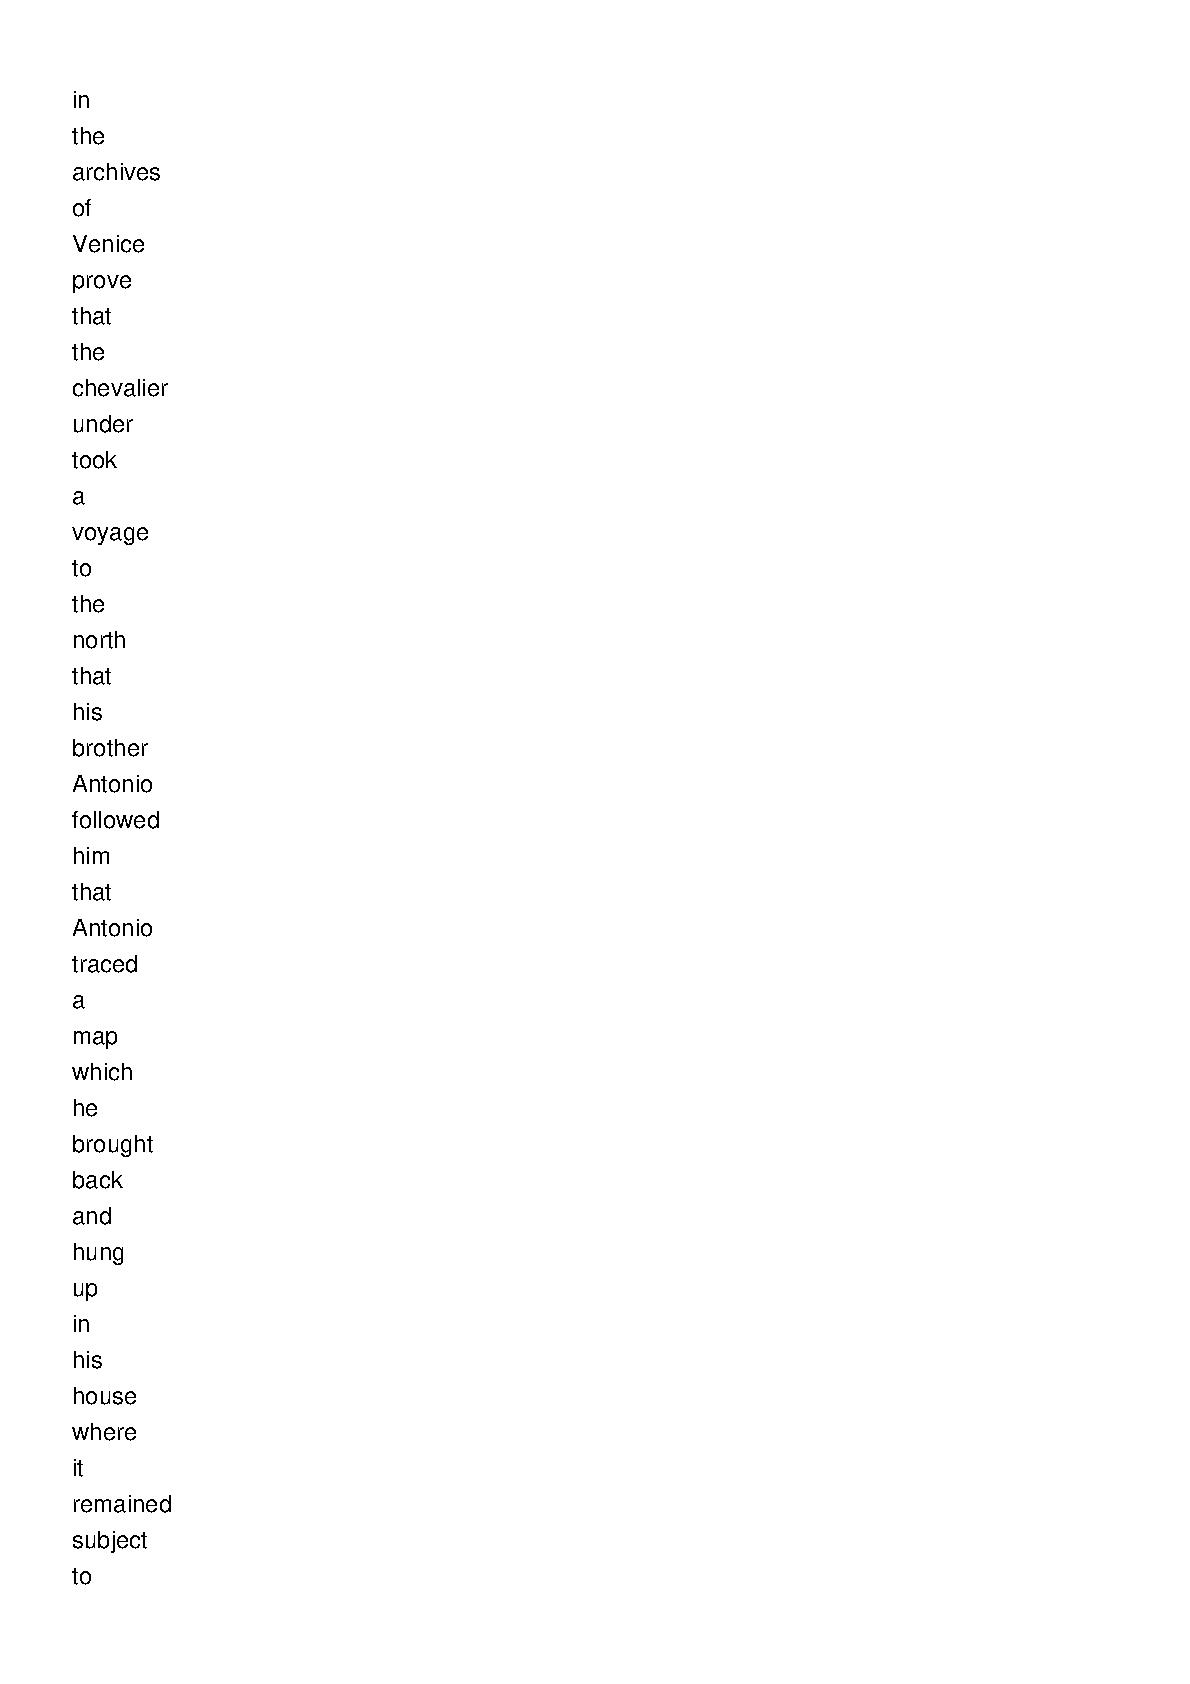 in
the
archives
of
Venice
prove
that
the
chevalier
under
took
a
voyage
to
the
north
that
his
brother
Antonio
followed
him
that
Antonio
traced
a
map
which
he
brought
back
and
hung
up
in
his
house
where
it
remained
subject
to